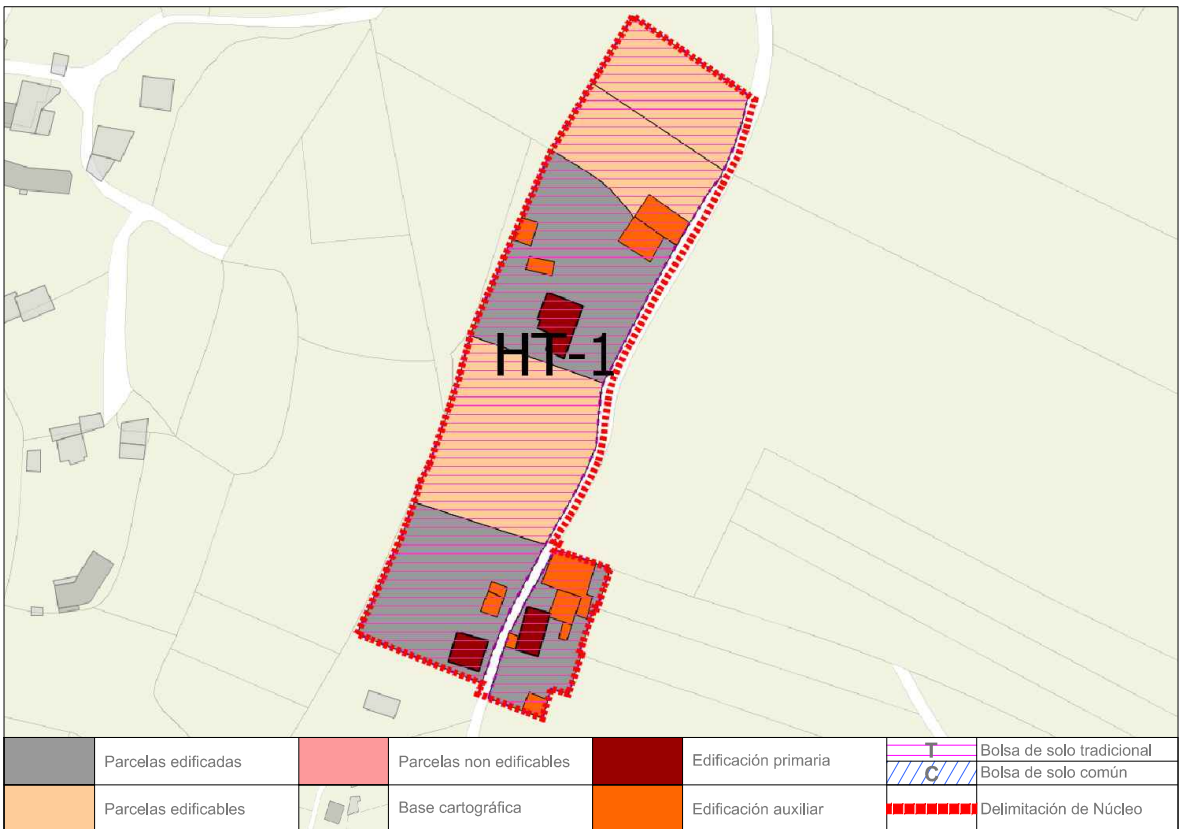 HT-1
Parcelas edificadas
Parcelas non edificables
Edificación primaria
T
Bolsa de solo tradicional
C
Bolsa de solo común
Parcelas edificables
Base cartográfica
Edificación auxiliar
Delimitación de Núcleo